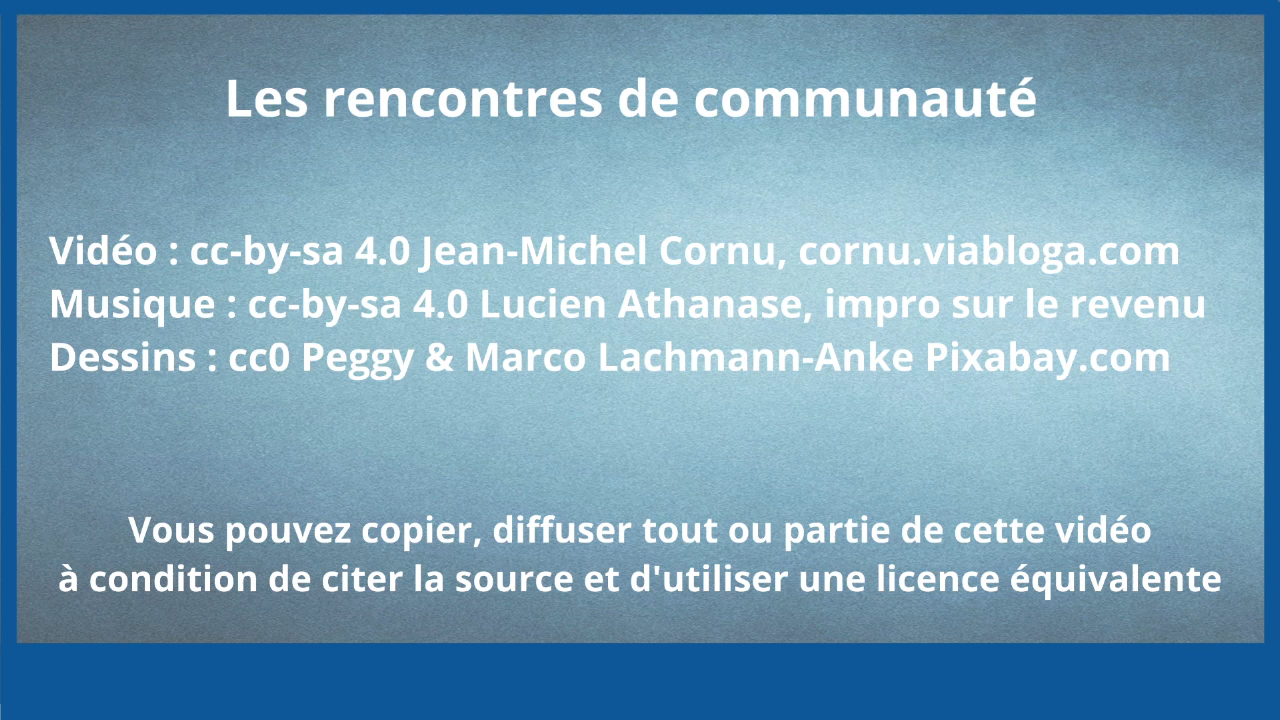 Les rencontres de communauté
Vidéo : cc-by-sa 4.0 Jean-Michel Cornu, cornu.viabloga.com
Musique : cc-by-sa 4.0 Lucien Athanase, impro sur le revenu
Dessins : cc0 Peggy & Marco Lachmann-Anke Pixabay.com
Vous pouvez copier, diffuser tout ou partie de cette vidéo
à condition de citer la source et d'utiliser une licence équivalente